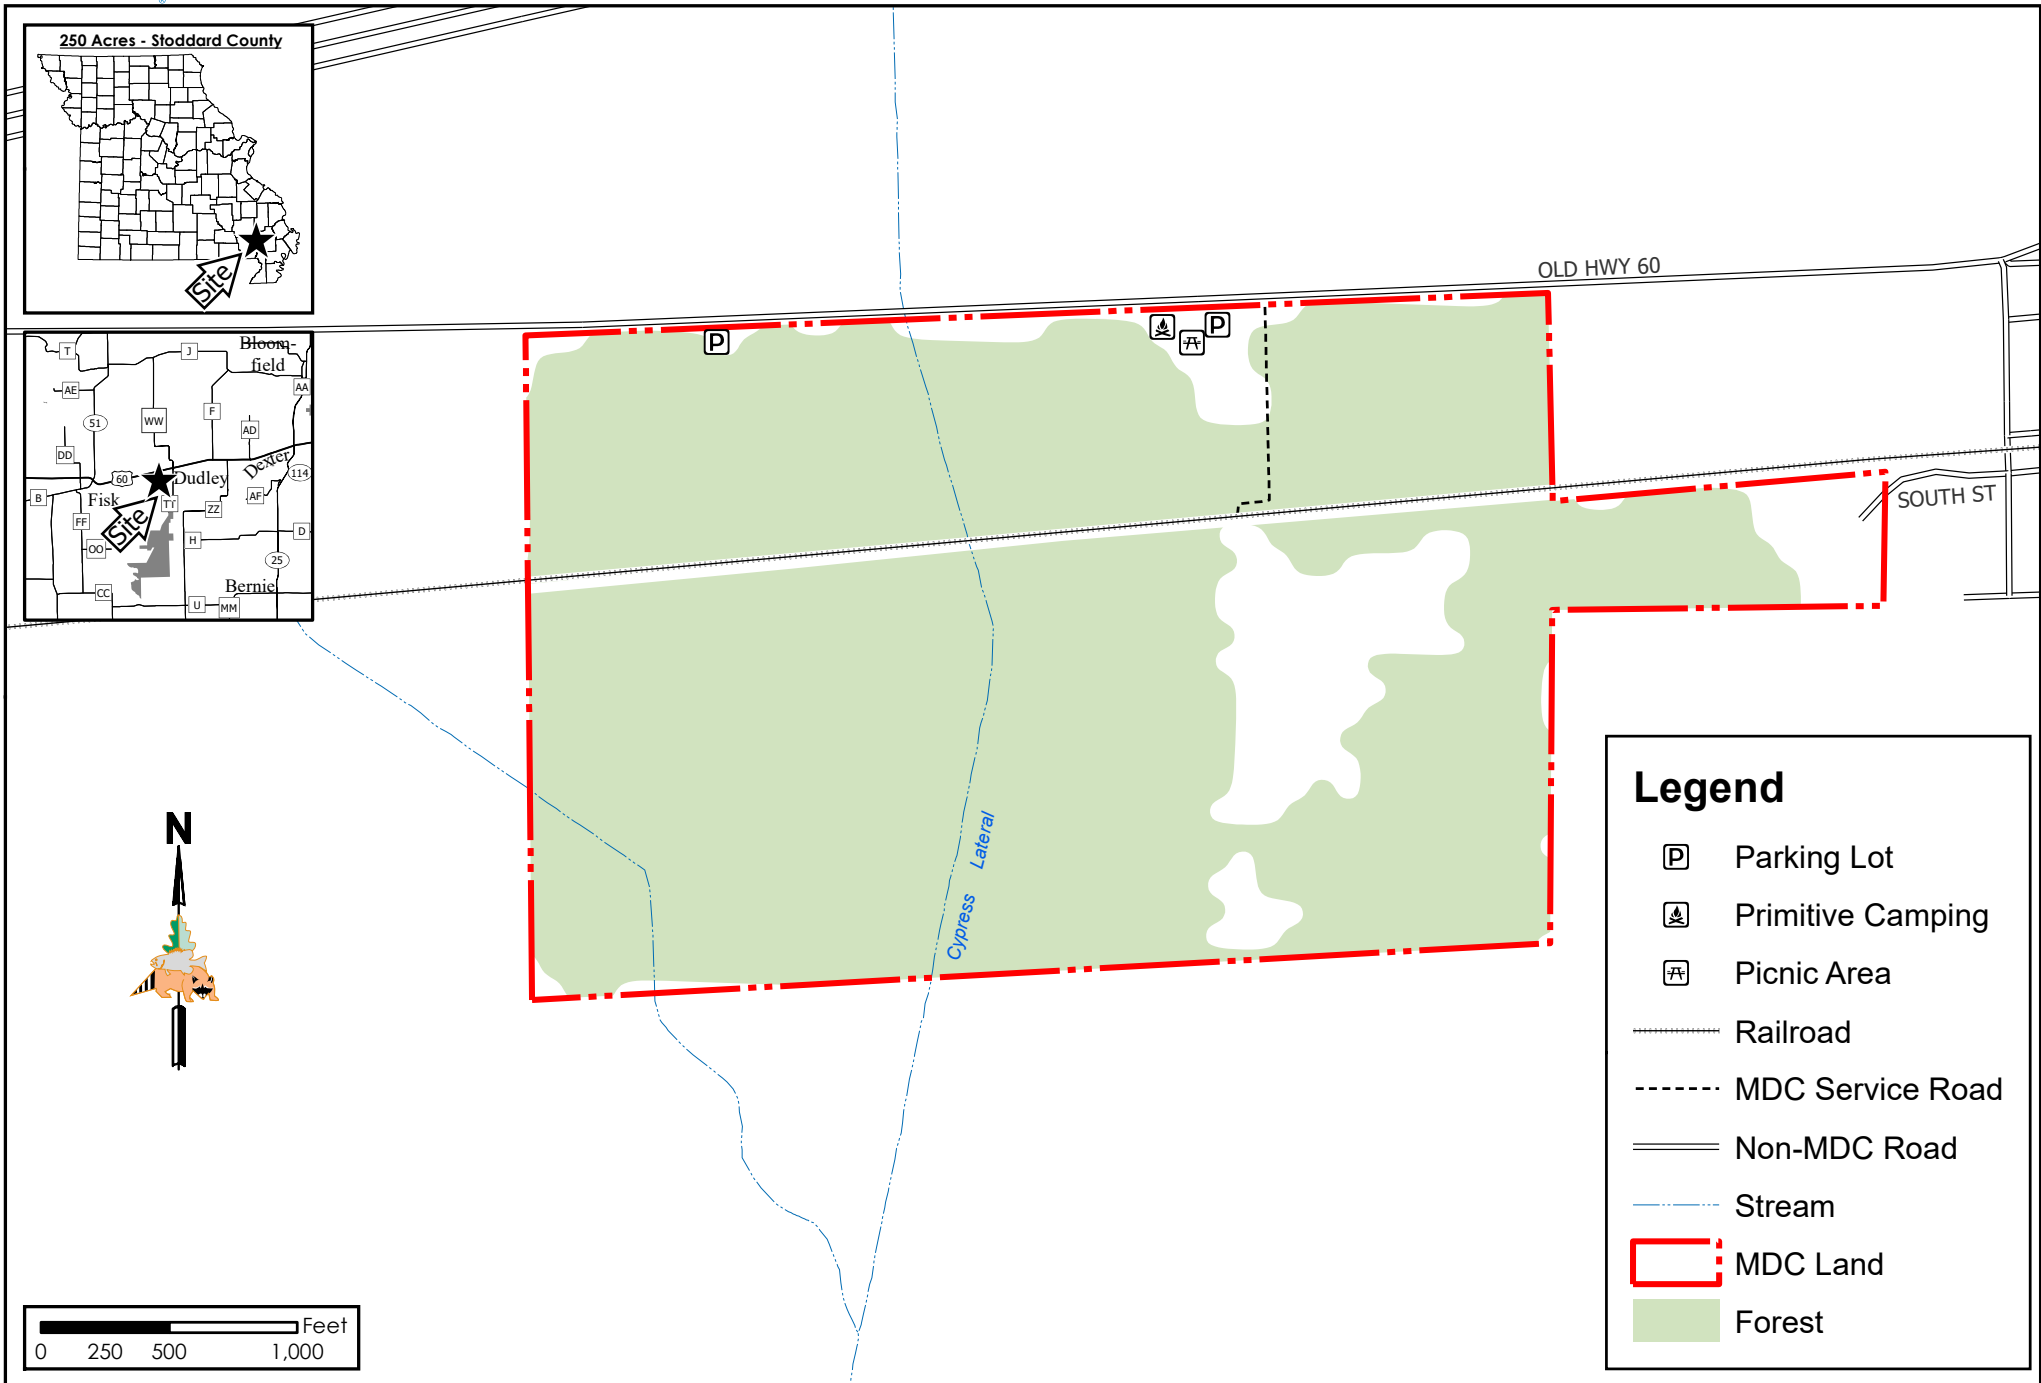 250 Acres - Stoddard County
Site
T
J
Bloom-
field
AE
AA
51
WW
F
AD
DD
Dexter
60
Dudley
114
B
Fisk
TT
AF
ZZ
FF
Site
OO
H
D
25
CC
Bernie
U
MM
OLD HWY 60
P
P
SOUTH ST
Cypress Lateral
N
Legend
P Parking Lot
Primitive Camping
Picnic Area
Railroad
MDC Service Road
Non-MDC Road
Stream
MDC Land
Forest
Feet
0 250 500 1,000